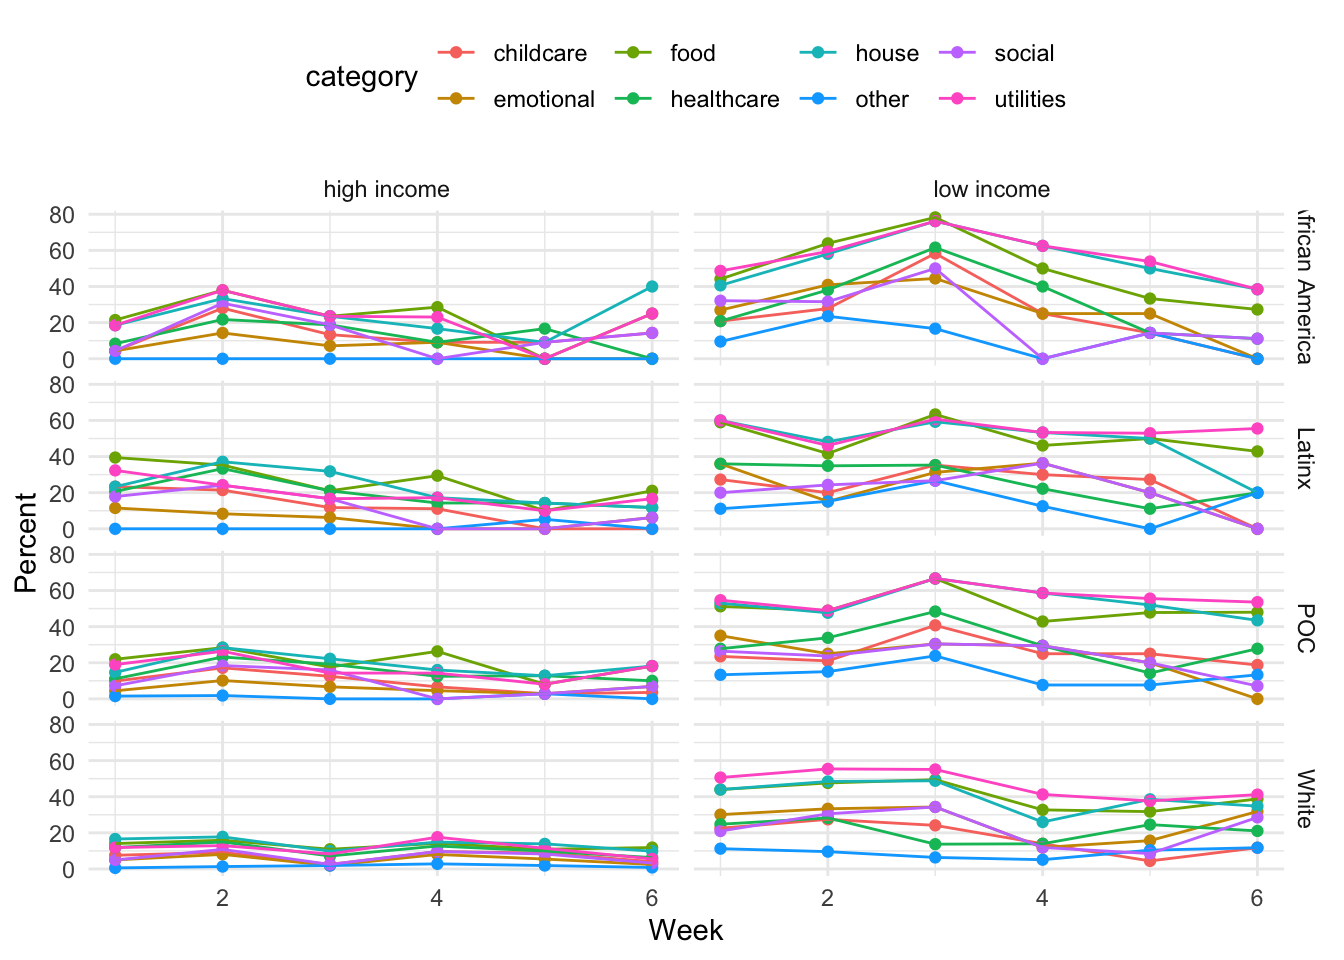 category
childcare food house social
emotional healthcare other utilities
high income low income
80
60
40
20
0
frican America
80
60
40
20
0
Latinx
80
60
40
20
0
POC
80
60
40
20
0
White
Percent
2 4 6 2 4 6
Week